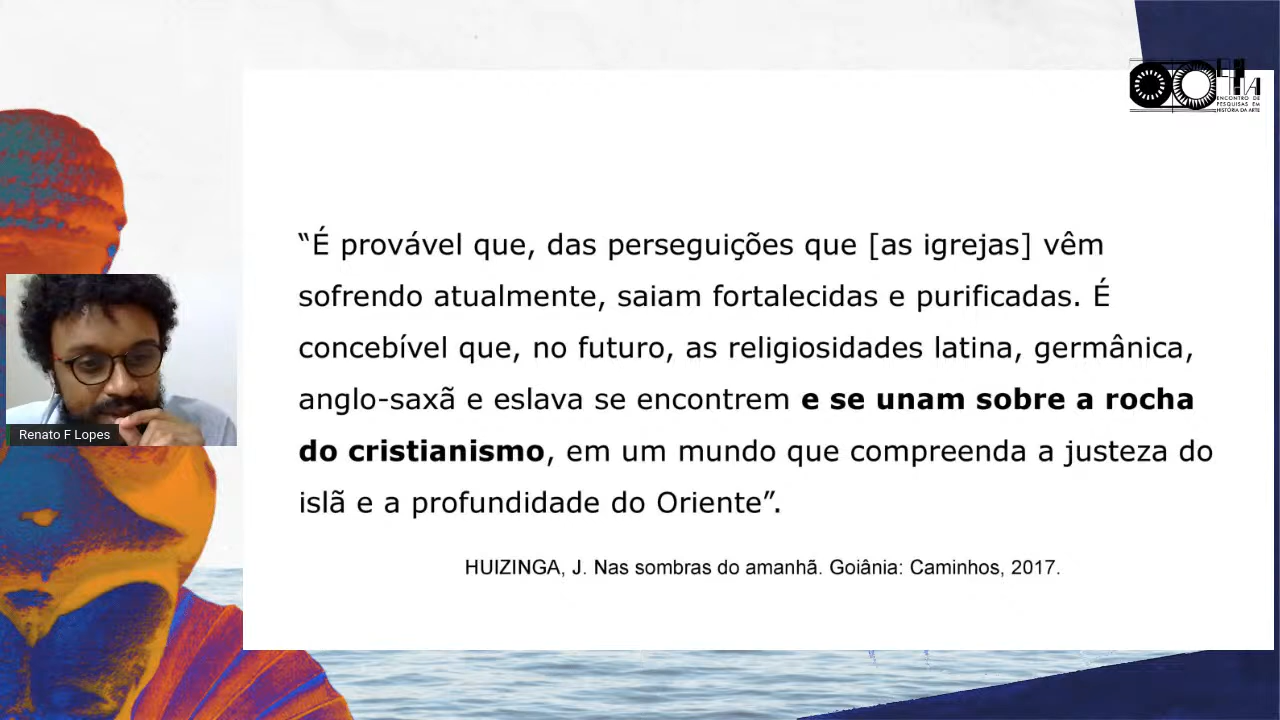 ENCONTRO DE
PESQUISAS EM
HISTÓRIA DA ARTE
“É provável que, das perseguições que [as igrejas] vêm
sofrendo atualmente, saiam fortalecidas e purificadas. É
concebível que, no futuro, as religiosidades latina, germânica,
anglo-saxã e eslava se encontrem e se unam sobre a rocha
do cristianismo, em um mundo que compreenda a justeza do
islã e a profundidade do Oriente”.
HUIZINGA, J. Nas sombras do amanhã. Goiânia: Caminhos, 2017.
Renato F Lopes